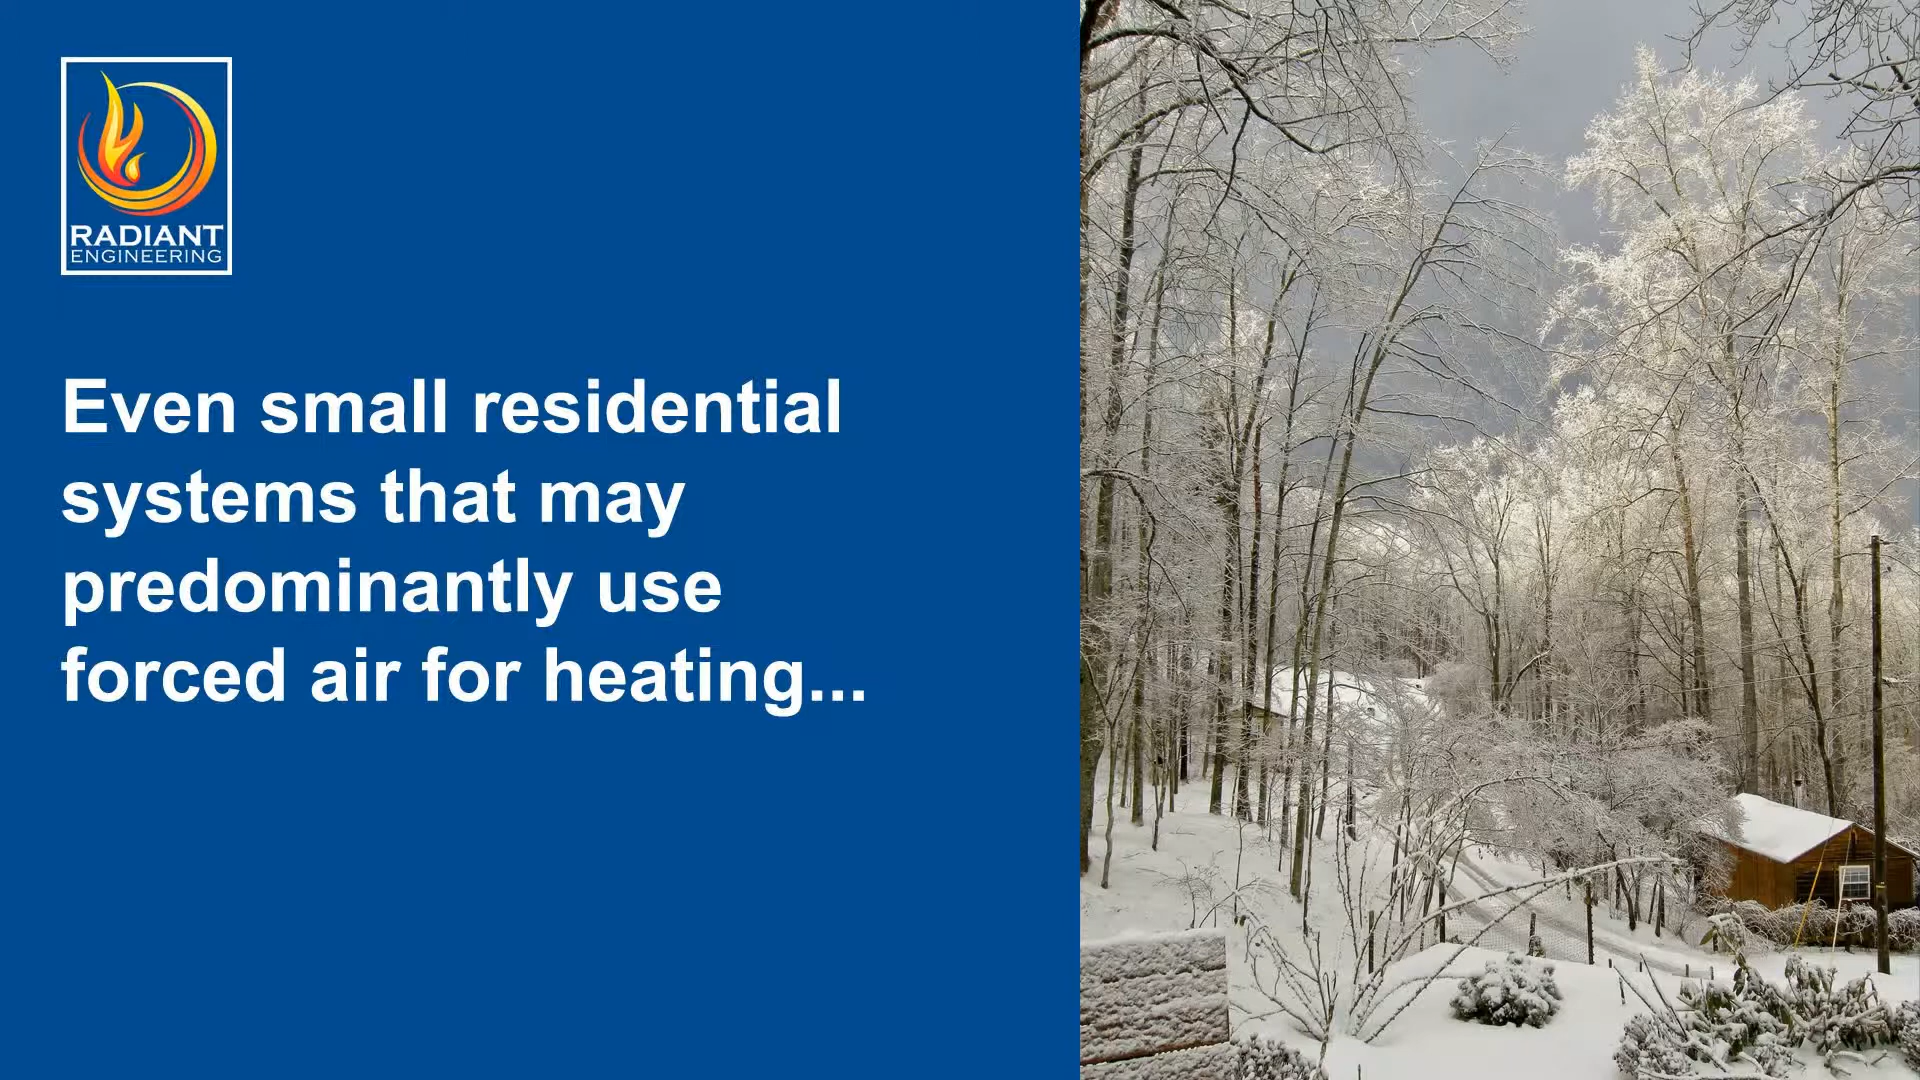 RADIANT
ENGINEERING
Even small residential
systems that may
predominantly use
forced air for heating...